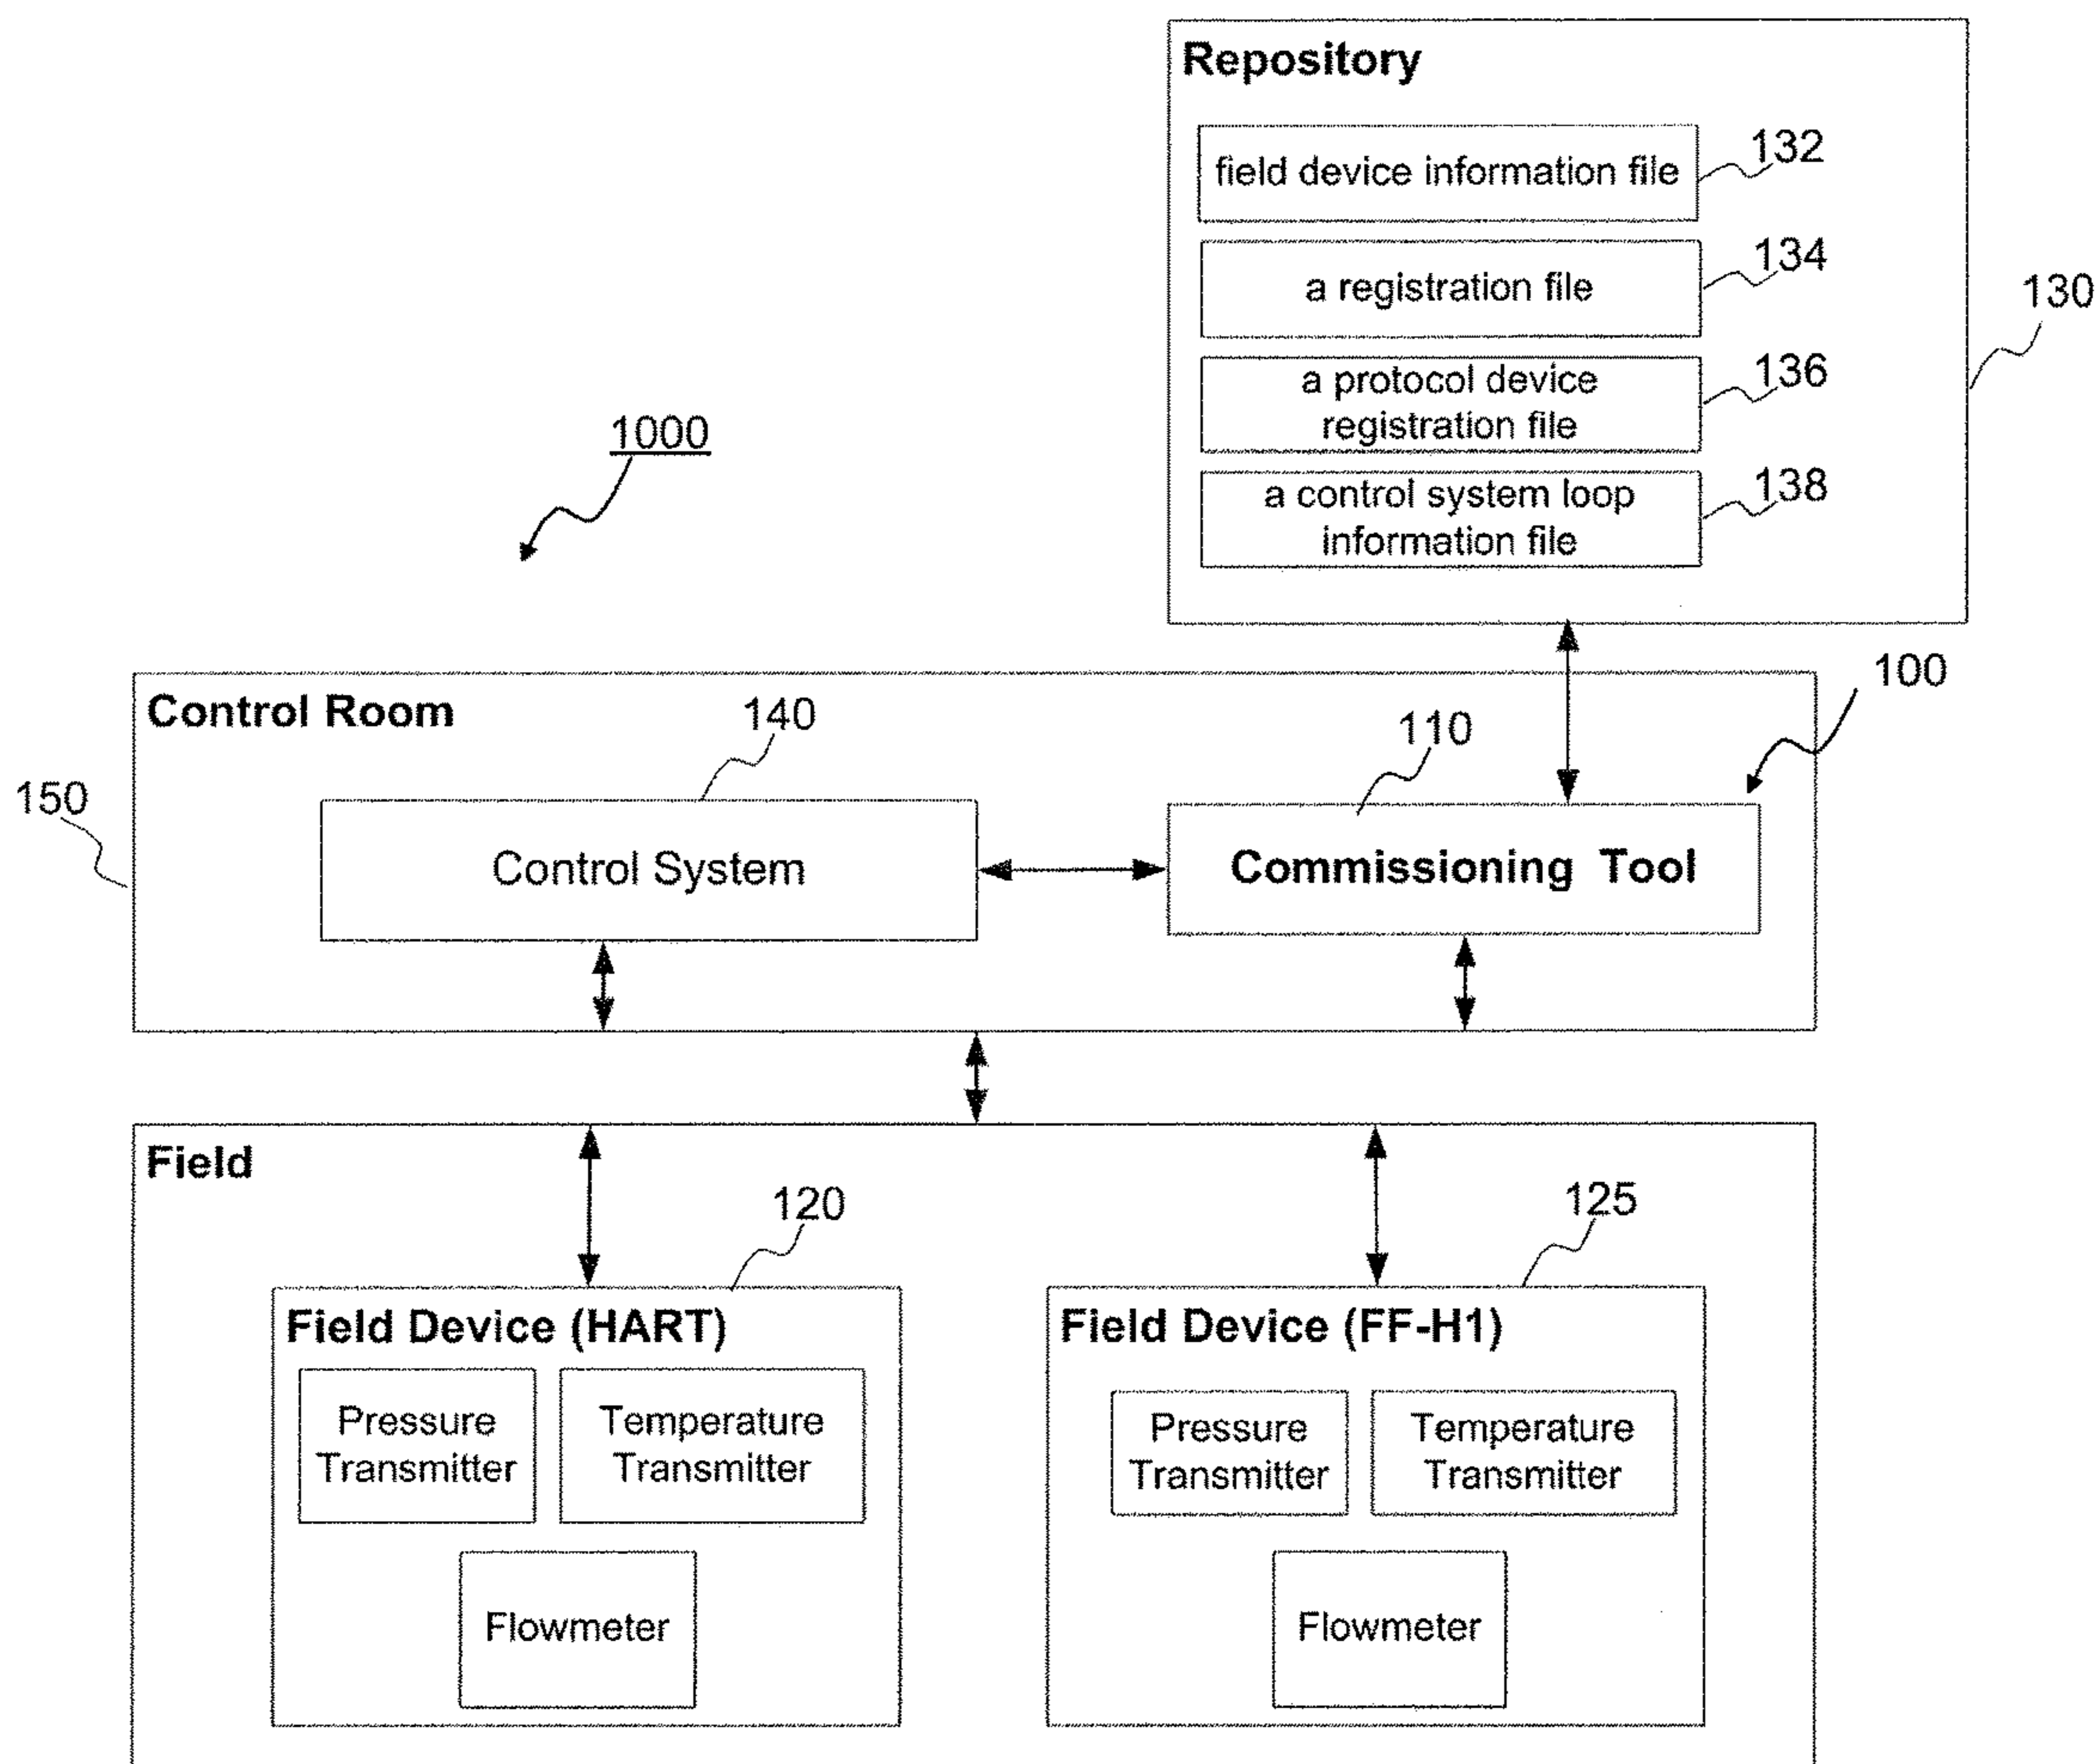 Repository
field device information file
132
a registration file
134
130
a protocol device
registration file
136
a control system loop
information file
138
1000
100
Control Room
140
110
150
Control System
Commissioning Tool
Field
120
125
Field Device (HART)
Pressure
Transmitter
Temperature
Transmitter
Flowmeter
Field Device (FF-H1)
Pressure
Transmitter
Temperature
Transmitter
Flowmeter